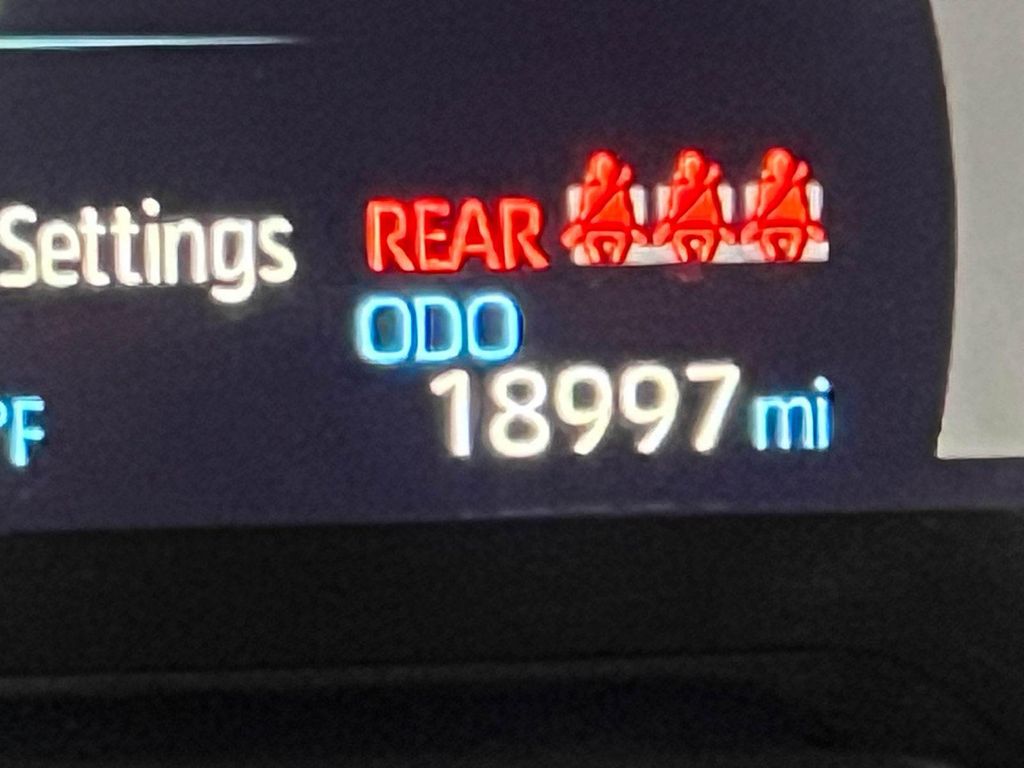 Settings
REAR
ODO
18997 mi
°F